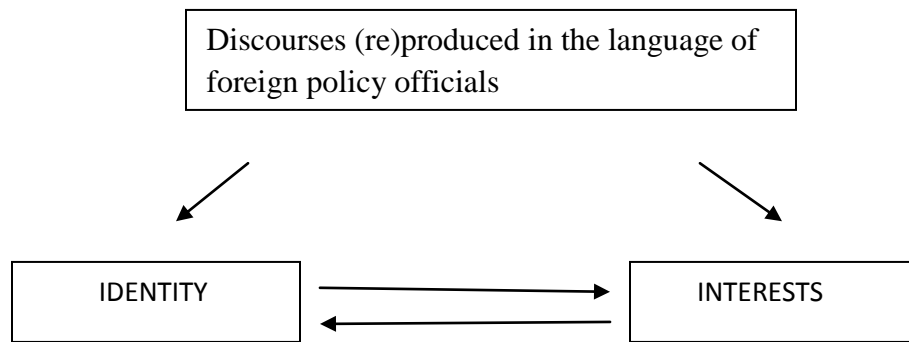 Discourses (re)produced in the language of
foreign policy officials
IDENTITY
INTERESTS